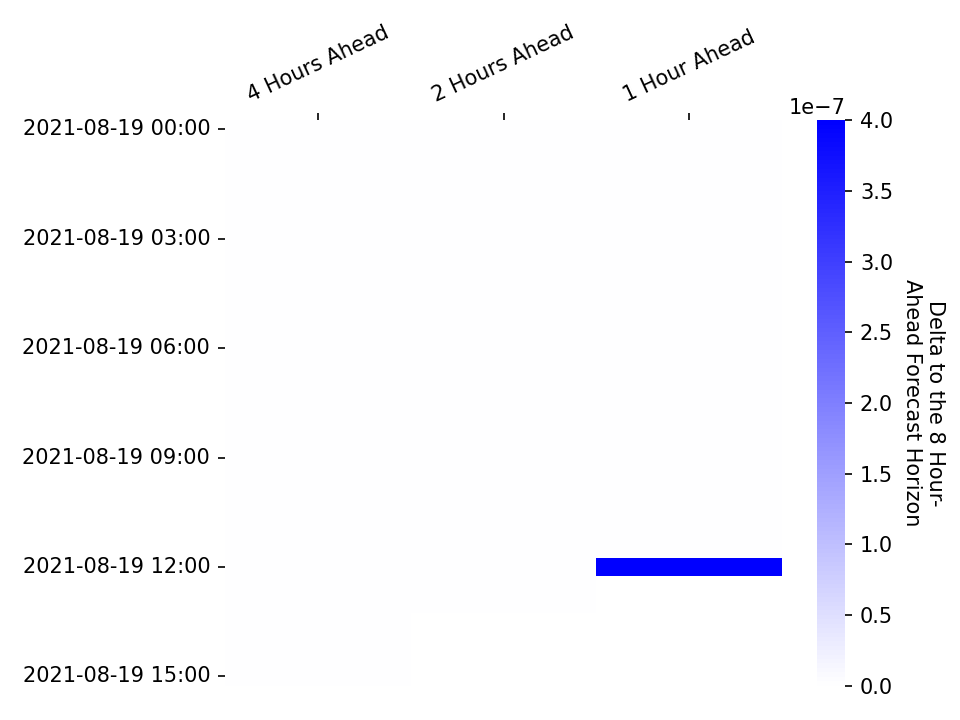 4 Hours Ahead
2 Hours Ahead
1 Hour Ahead
2021-08-19 00:00
2021-08-19 03:00
2021-08-19 06:00
2021-08-19 09:00
2021-08-19 12:00
2021-08-19 15:00
1e−7
4.0
3.5
3.0
2.5
2.0
1.5
1.0
0.5
0.0
Delta to the 8 Hour-
Ahead Forecast Horizon